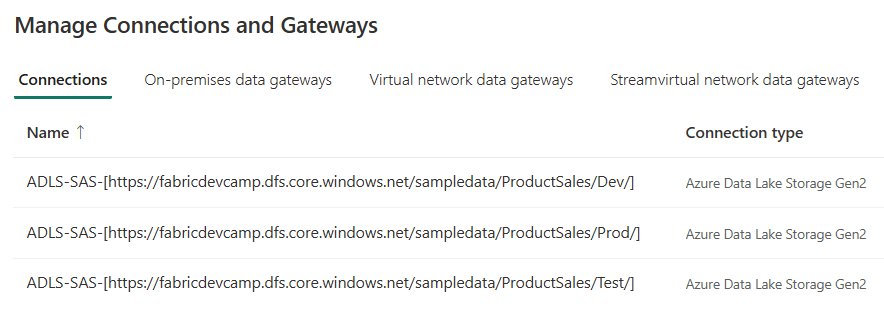 Manage Connections and Gateways
Connections On-premises data gateways Virtual network data gateways Streamvirtual network data gateways
Name ↑ Connection type
ADLS-SAS-[https://fabricdevcamp.dfs.core.windows.net/sampledata/ProductSales/Dev/] Azure Data Lake Storage Gen2
ADLS-SAS-[https://fabricdevcamp.dfs.core.windows.net/sampledata/ProductSales/Prod/] Azure Data Lake Storage Gen2
ADLS-SAS-[https://fabricdevcamp.dfs.core.windows.net/sampledata/ProductSales/Test/] Azure Data Lake Storage Gen2